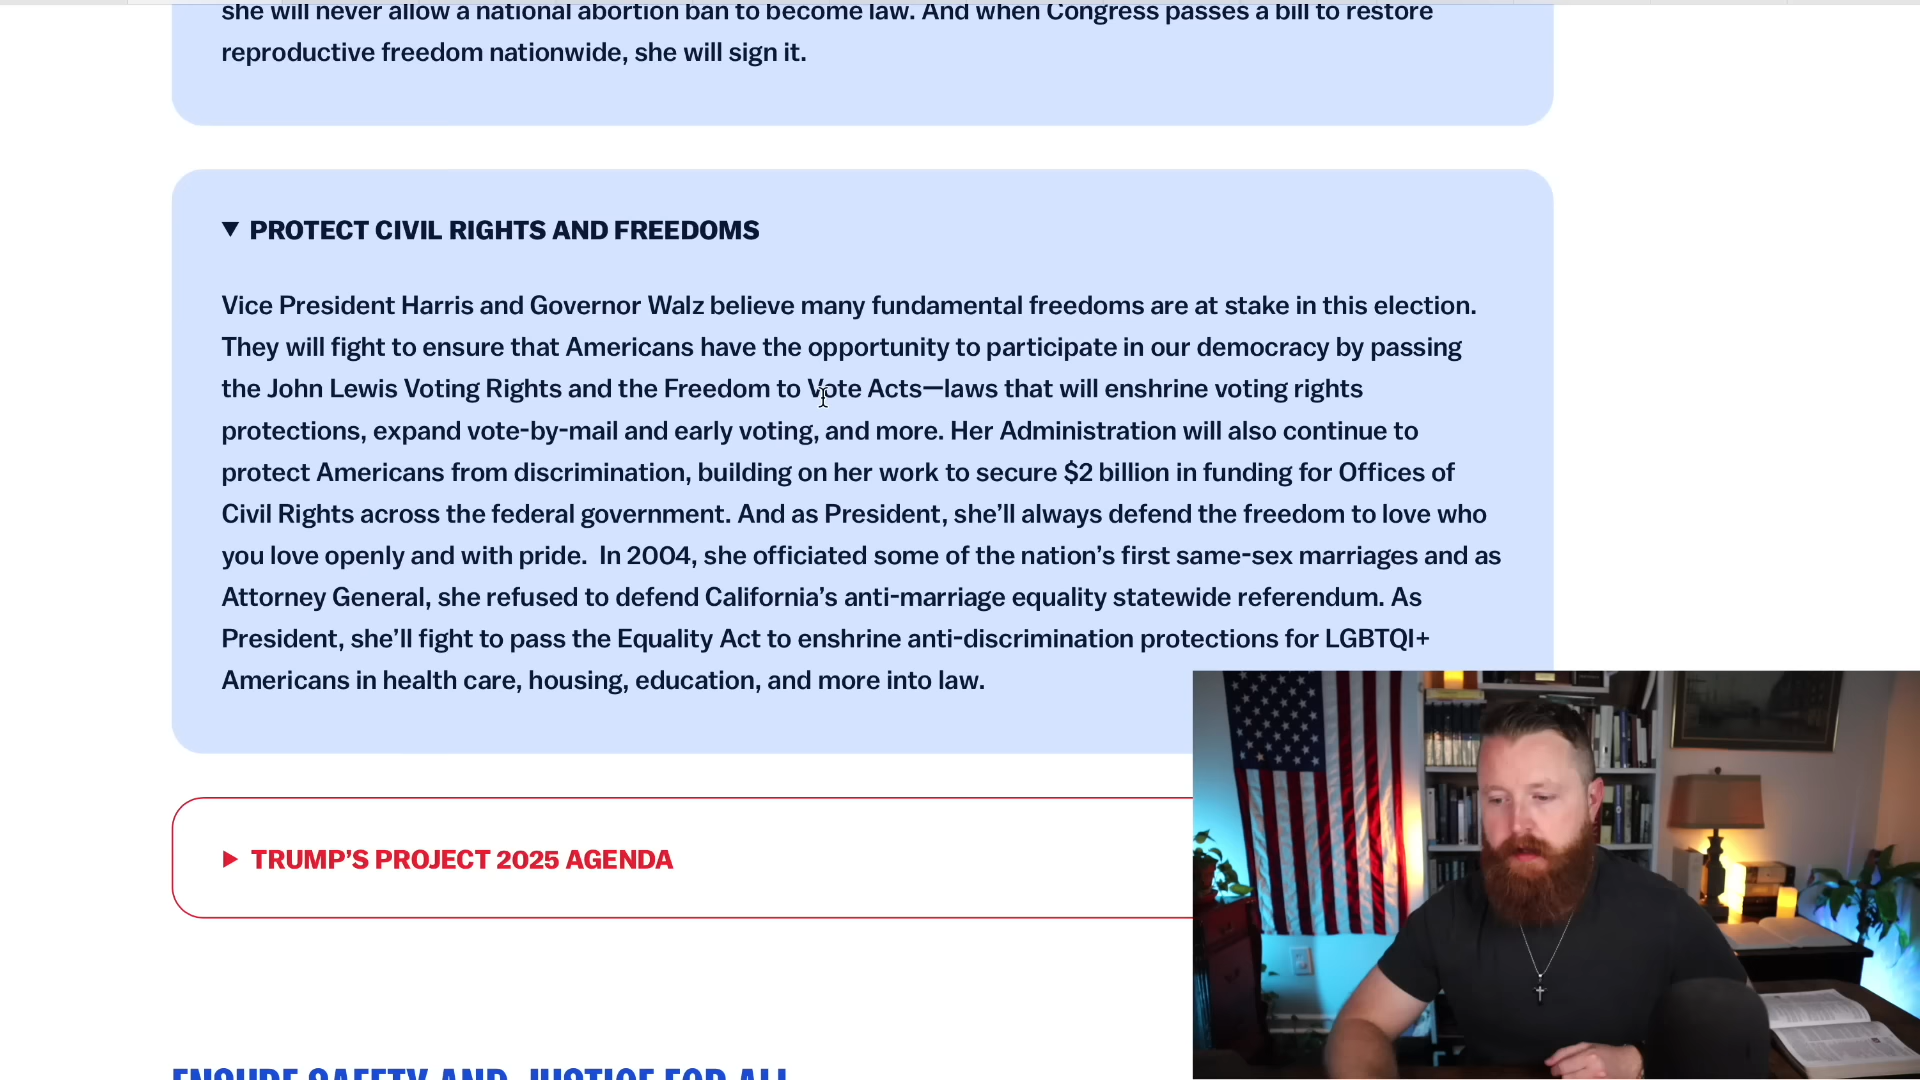 she will never allow a national abortion ban to become law. And when Congress passes a bill to restore
reproductive freedom nationwide, she will sign it.
▼ PROTECT CIVIL RIGHTS AND FREEDOMS
Vice President Harris and Governor Walz believe many fundamental freedoms are at stake in this election.
They will fight to ensure that Americans have the opportunity to participate in our democracy by passing
the John Lewis Voting Rights and the Freedom to Vote Acts—laws that will enshrine voting rights
protections, expand vote-by-mail and early voting, and more. Her Administration will also continue to
protect Americans from discrimination, building on her work to secure $2 billion in funding for Offices of
Civil Rights across the federal government. And as President, she’ll always defend the freedom to love who
you love openly and with pride.  In 2004, she officiated some of the nation’s first same-sex marriages and as
Attorney General, she refused to defend California’s anti-marriage equality statewide referendum. As
President, she’ll fight to pass the Equality Act to enshrine anti-discrimination protections for LGBTQI+
Americans in health care, housing, education, and more into law.
▶ TRUMP’S PROJECT 2025 AGENDA
ENSURE SAFETY AND JUSTICE FOR ALL